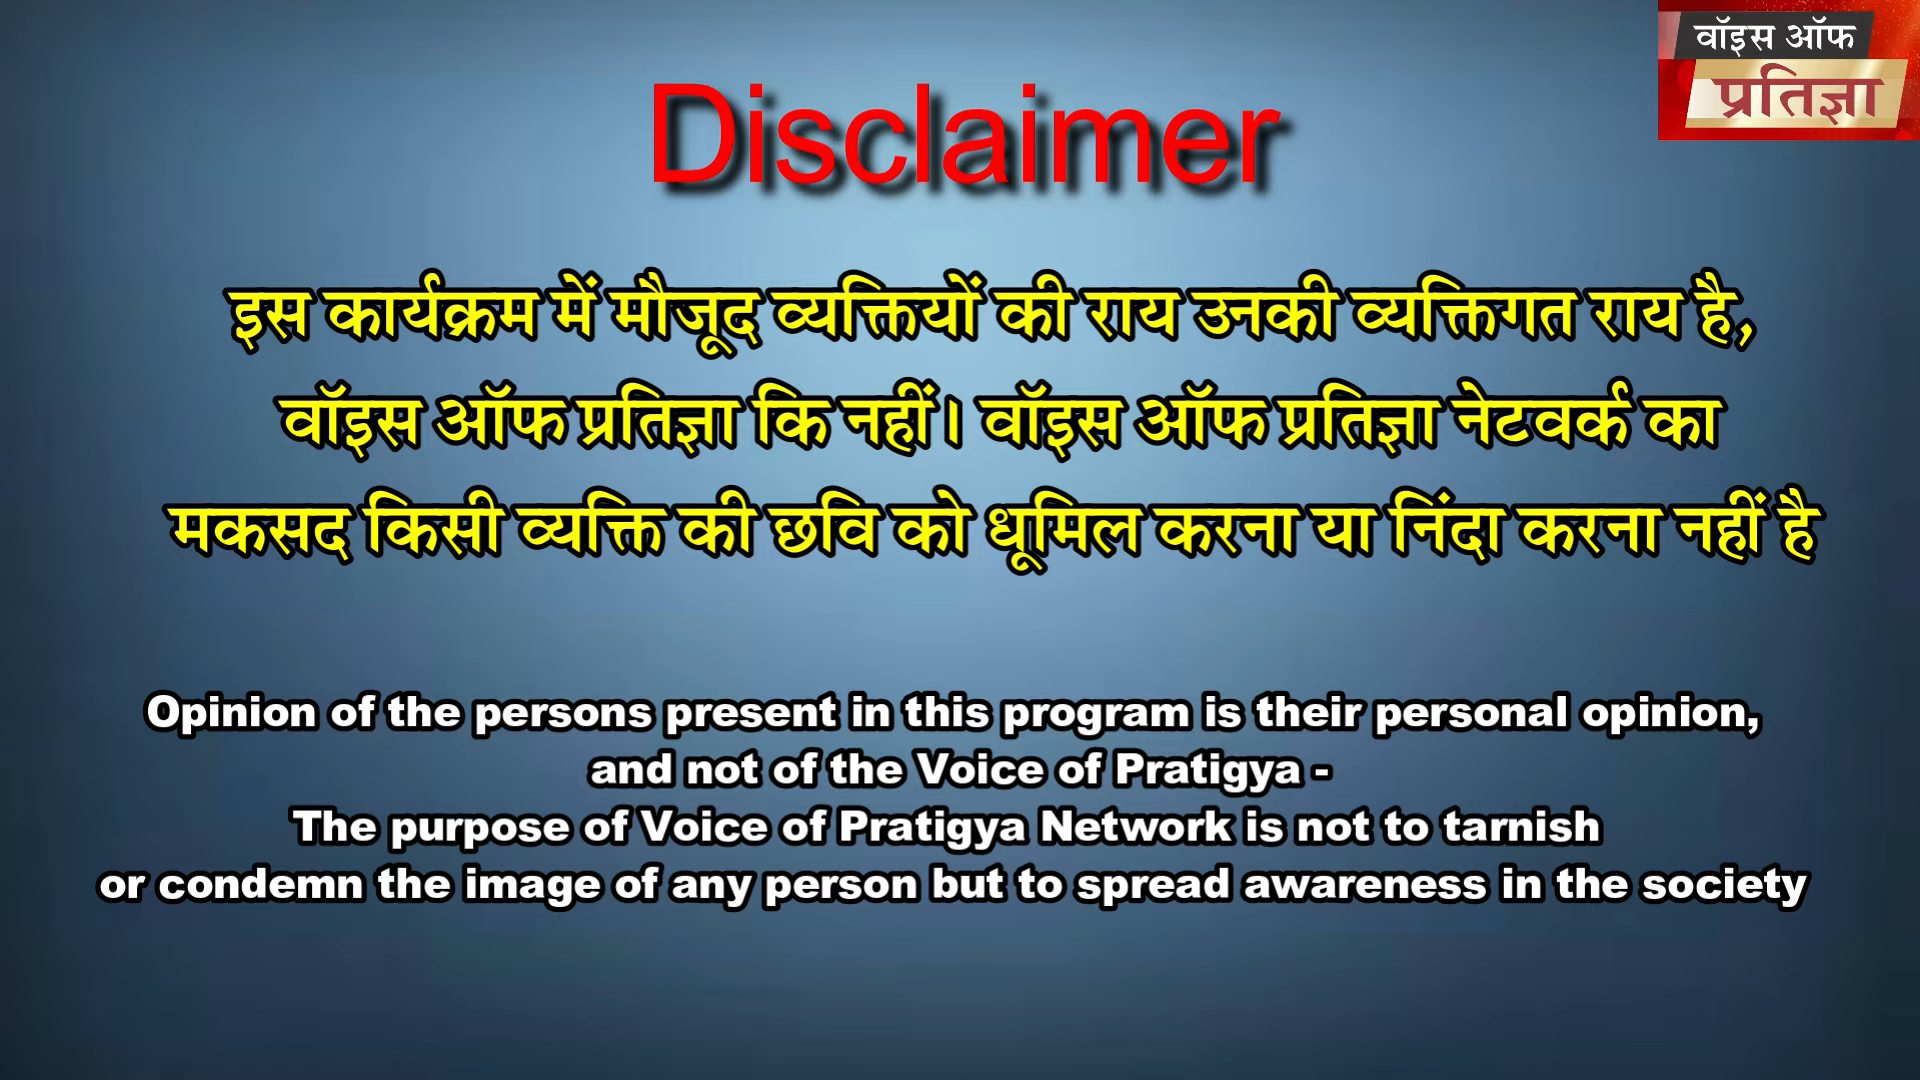 वॉइस ऑफ
प्रतिज्ञा
Disclaimer
इस कार्यक्रम में मौजूद व्यक्तियों की राय उनकी व्यक्तिगत राय है,
वॉइस ऑफ प्रतिज्ञा कि नहीं। वॉइस ऑफ प्रतिज्ञा नेटवर्क का
मकसद किसी व्यक्ति की छवि को धूमिल करना या निंदा करना नहीं है
Opinion of the persons present in this program is their personal opinion,
and not of the Voice of Pratigya -
The purpose of Voice of Pratigya Network is not to tarnish
or condemn the image of any person but to spread awareness in the society